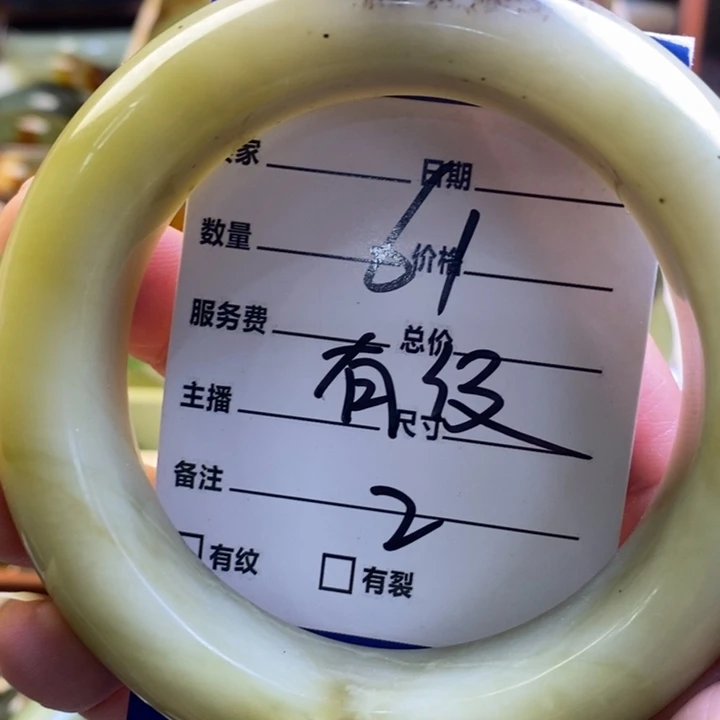 家 日期
数量 61 价格
服务费 总价
有纹
主播 尺寸
备注
2
有纹 有裂